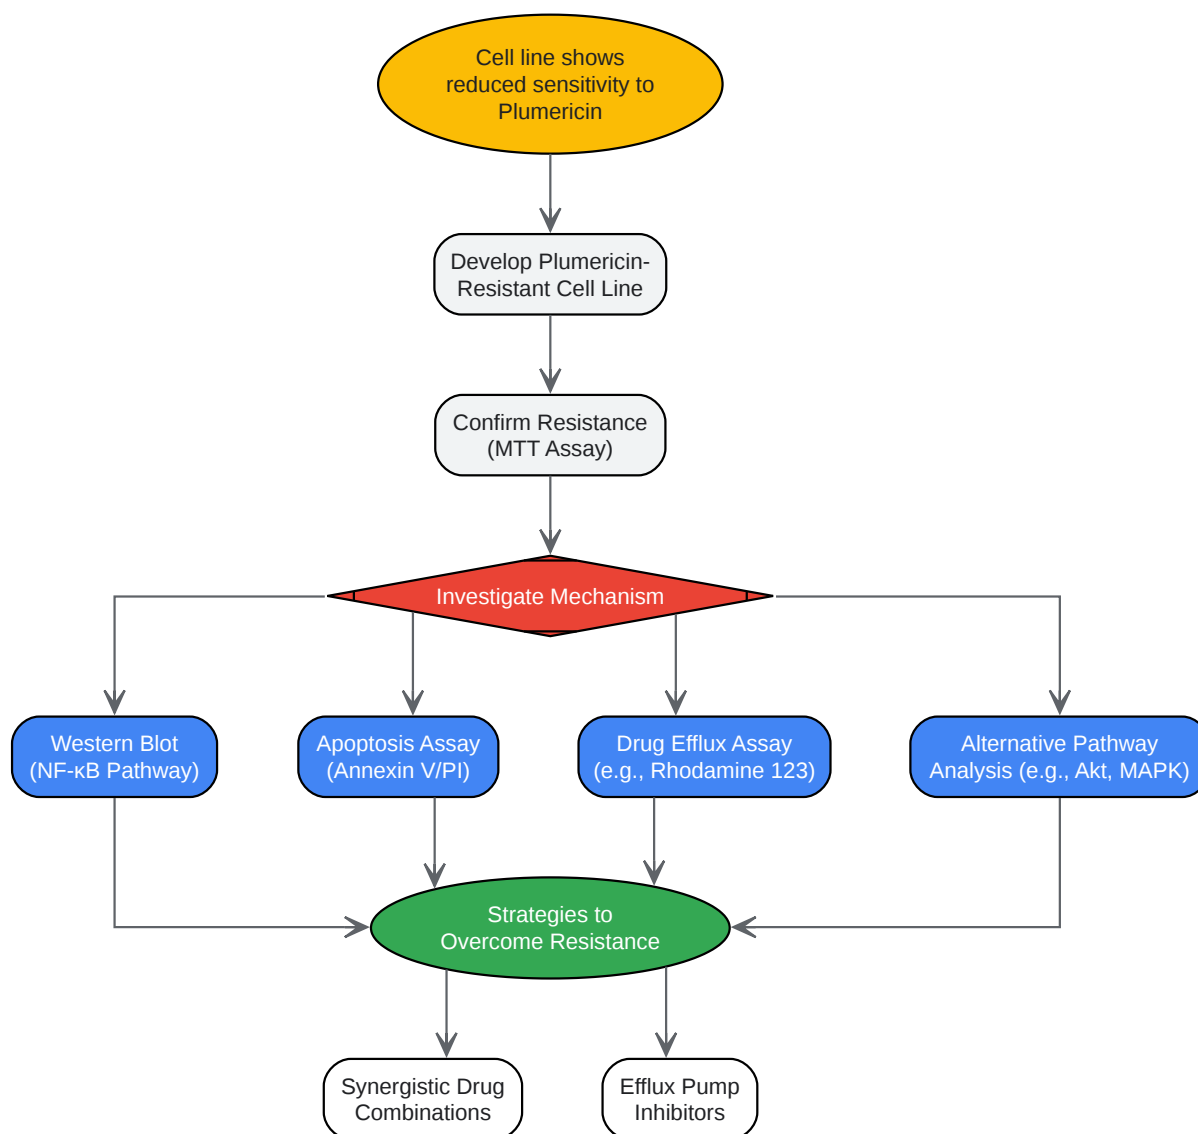 Cell line shows
reduced sensitivity to
Plumericin
Develop Plumericin-
Resistant Cell Line
Confirm Resistance
(MTT Assay)
Investigate Mechanism
Western Blot
(NF-κB Pathway)
Apoptosis Assay
(Annexin V/PI)
Drug Efflux Assay
(e.g., Rhodamine 123)
Alternative Pathway
Analysis (e.g., Akt, MAPK)
Strategies to
Overcome Resistance
Synergistic Drug
Combinations
Efflux Pump
Inhibitors